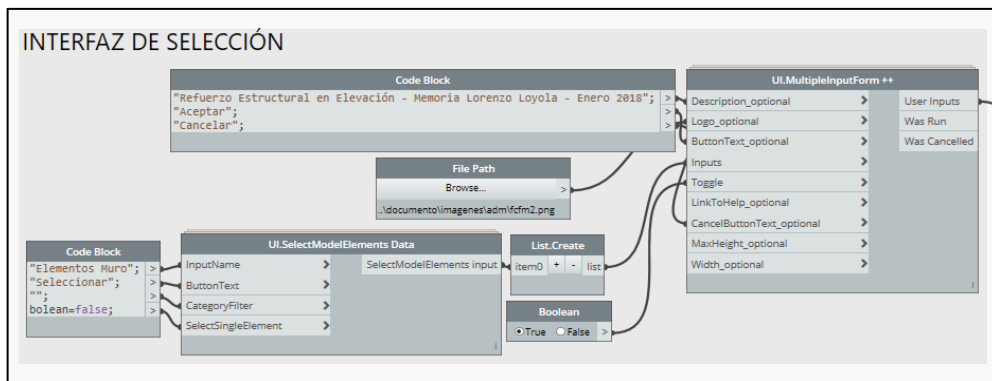 INTERFAZ DE SELECCIÓN
Code Block
"Refuerzo Estructural en Elevación - Memoria Lorenzo Loyola - Enero 2018"; >
"Aceptar"; >
"Cancelar"; >
File Path
Browse... >
..\documento\imagenes\adm\fcfm2.png
UI.MultipleInputForm ++
Description_optional > User Inputs
Logo_optional > Was Run
ButtonText_optional > Was Cancelled
Inputs >
Toggle >
LinkToHelp_optional >
CancelButtonText_optional >
MaxHeight_optional >
Width_optional >
Code Block
"Elementos Muro"; >
"Seleccionar"; >
""; >
bolean=false; >
UI.SelectModelElements Data
InputName > SelectModelElements input
ButtonText >
CategoryFilter >
SelectSingleElement >
List.Create
item0 + - list
Boolean
True False >